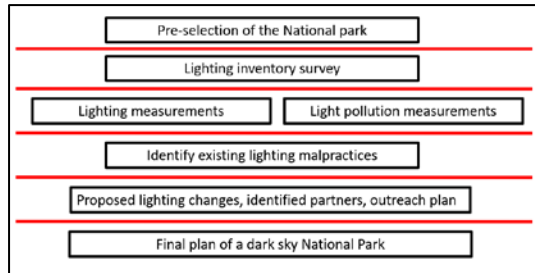 Pre-selection of the National park
Lighting inventory survey
Lighting measurements
Light pollution measurements
Identify existing lighting malpractices
Proposed lighting changes, identified partners, outreach plan
Final plan of a dark sky National Park